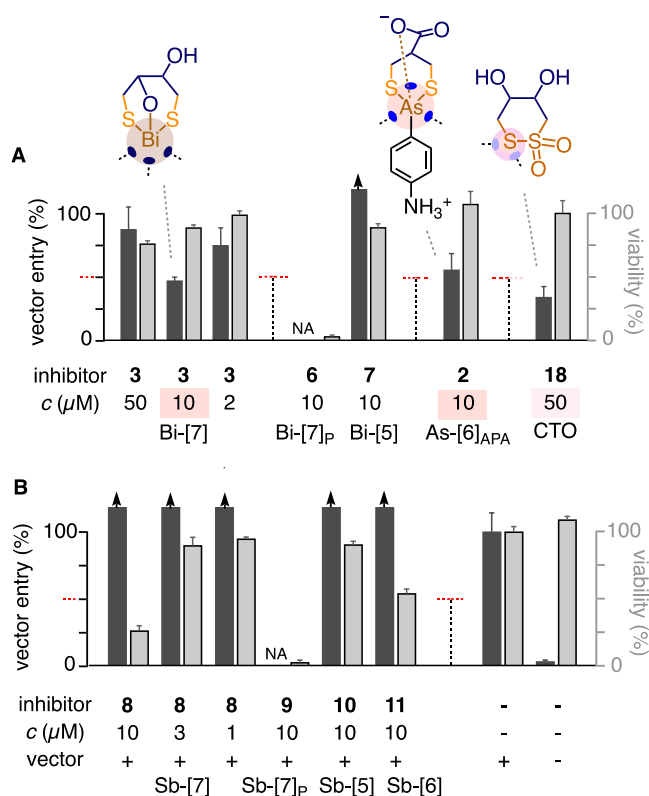 OH
O
S
S
Bi
−
O
O
S
S
As
NH₃⁺
HO
OH
S–S
O
O
A
vector entry (%)
100
0
NA
100
0
viability (%)
inhibitor 3 3 3 6 7 2 18
c (µM) 50 10 2 10 10 10 50
Bi-[7] Bi-[7]P Bi-[5] As-[6]APA CTO
B
vector entry (%)
100
0
NA
100
0
viability (%)
inhibitor 8 8 8 9 10 11 - -
c (µM) 10 3 1 10 10 10 - -
vector + + + + + + + -
Sb-[7] Sb-[7]P Sb-[5] Sb-[6]